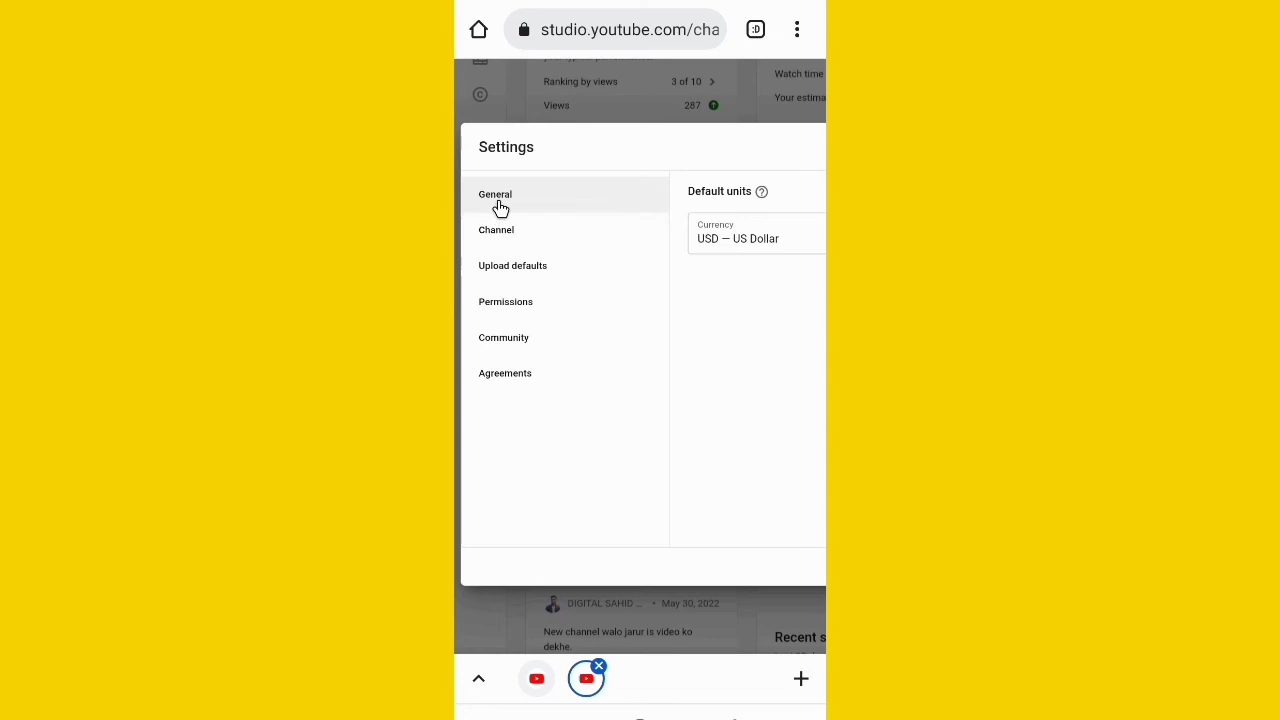 studio.youtube.com/cha
:D
Ranking by views 3 of 10
Views 287
Watch time
Your estima
Settings
General
Channel
Upload defaults
Permissions
Community
Agreements
Default units
Currency
USD — US Dollar
DIGITAL SAHID ... • May 30, 2022
New channel walo jarur is video ko
dekhe.
Recent s